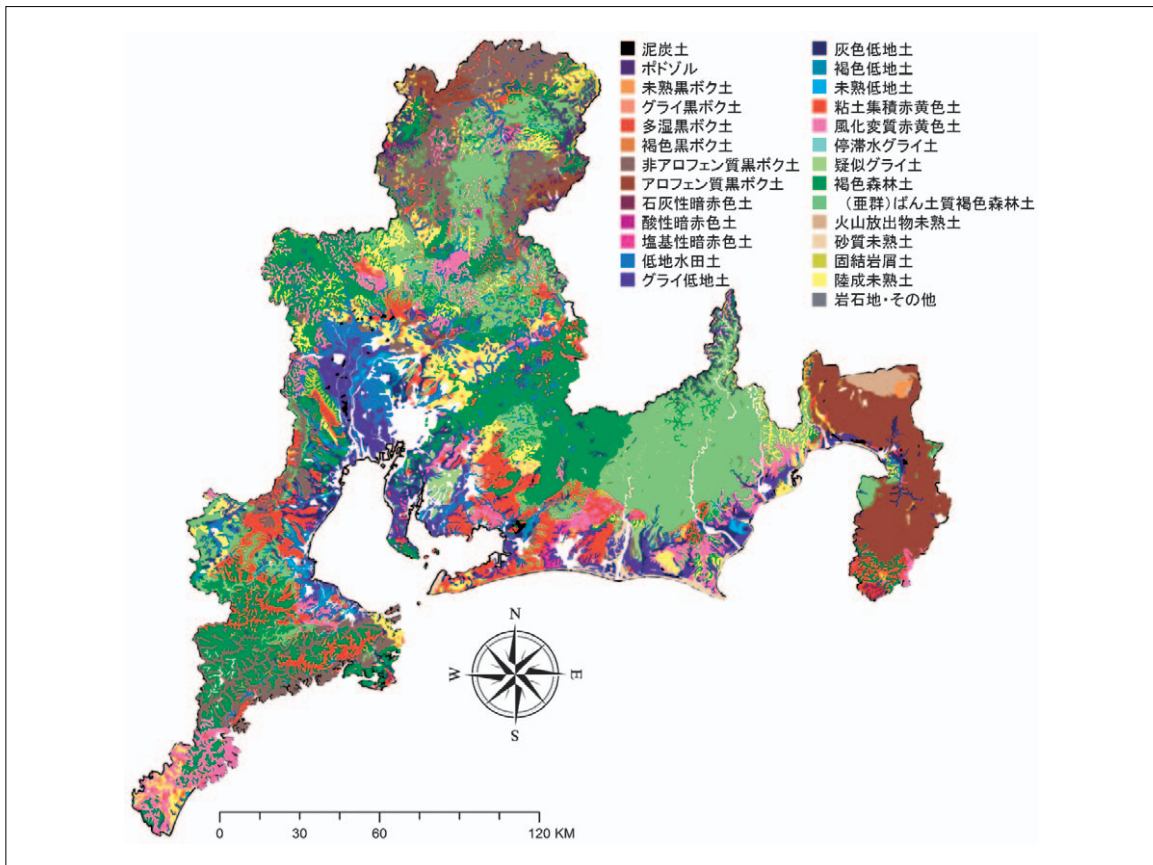 泥炭土
ポドゾル
未熟黒ボク土
グライ黒ボク土
多湿黒ボク土
褐色黒ボク土
非アロフェン質黒ボク土
アロフェン質黒ボク土
石灰性暗赤色土
酸性暗赤色土
塩基性暗赤色土
低地水田土
グライ低地土
灰色低地土
褐色低地土
未熟低地土
粘土集積赤黄色土
風化変質赤黄色土
停滞水グライ土
疑似グライ土
褐色森林土
（亜群）ばん土質褐色森林土
火山放出物未熟土
砂質未熟土
固結岩屑土
陸成未熟土
岩石地・その他
N
W E
S
0 30 60 120 KM